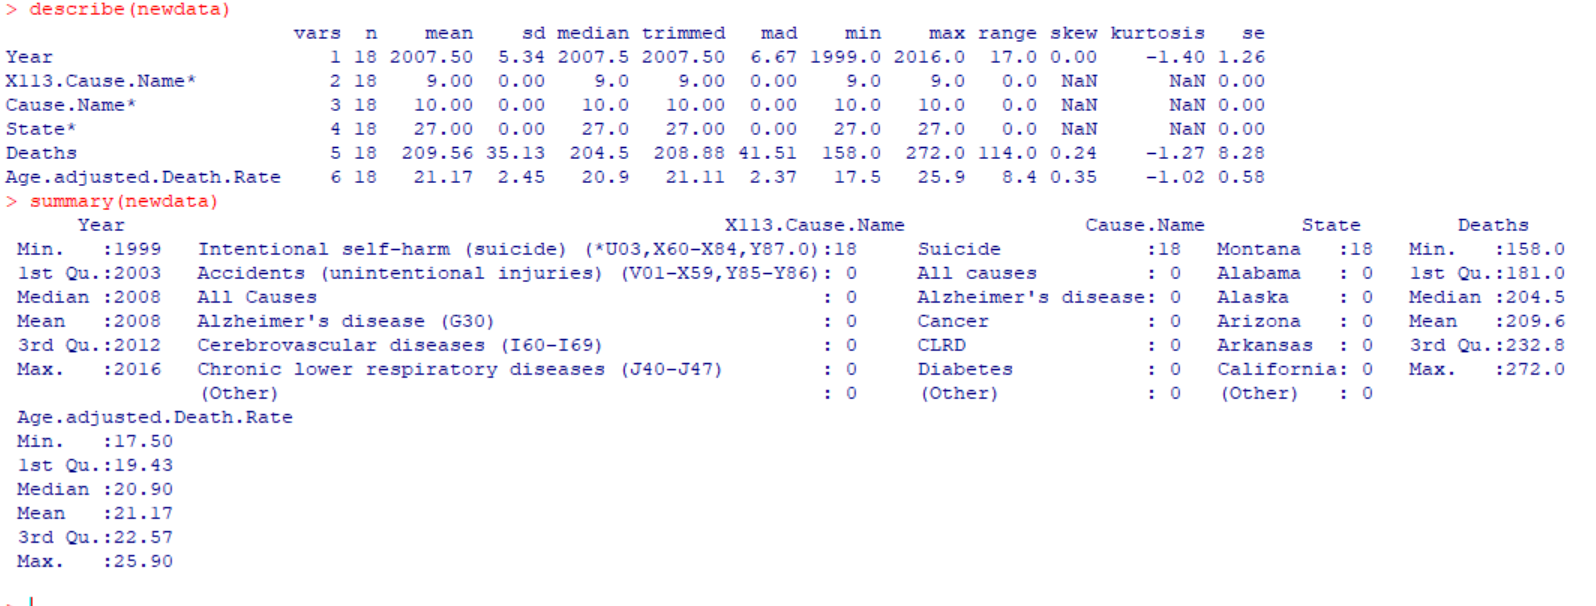 > describe(newdata)
vars n mean sd median trimmed mad min max range skew kurtosis se
Year 1 18 2007.50 5.34 2007.5 2007.50 6.67 1999.0 2016.0 17.0 0.00 -1.40 1.26
X113.Cause.Name* 2 18 9.00 0.00 9.0 9.00 0.00 9.0 9.0 0.0 NaN NaN 0.00
Cause.Name* 3 18 10.00 0.00 10.0 10.00 0.00 10.0 10.0 0.0 NaN NaN 0.00
State* 4 18 27.00 0.00 27.0 27.00 0.00 27.0 27.0 0.0 NaN NaN 0.00
Deaths 5 18 209.56 35.13 204.5 208.88 41.51 158.0 272.0 114.0 0.24 -1.27 8.28
Age.adjusted.Death.Rate 6 18 21.17 2.45 20.9 21.11 2.37 17.5 25.9 8.4 0.35 -1.02 0.58
> summary(newdata)
Year X113.Cause.Name Cause.Name State Deaths
Min. :1999 Intentional self-harm (suicide) (*U03,X60-X84,Y87.0):18 Suicide :18 Montana :18 Min. :158.0
1st Qu.:2003 Accidents (unintentional injuries) (V01-X59,Y85-Y86): 0 All causes : 0 Alabama : 0 1st Qu.:181.0
Median :2008 All Causes : 0 Alzheimer's disease: 0 Alaska : 0 Median :204.5
Mean :2008 Alzheimer's disease (G30) : 0 Cancer : 0 Arizona : 0 Mean :209.6
3rd Qu.:2012 Cerebrovascular diseases (I60-I69) : 0 CLRD : 0 Arkansas : 0 3rd Qu.:232.8
Max. :2016 Chronic lower respiratory diseases (J40-J47) : 0 Diabetes : 0 California: 0 Max. :272.0
(Other) : 0 (Other) : 0 (Other) : 0
Age.adjusted.Death.Rate
Min. :17.50
1st Qu.:19.43
Median :20.90
Mean :21.17
3rd Qu.:22.57
Max. :25.90